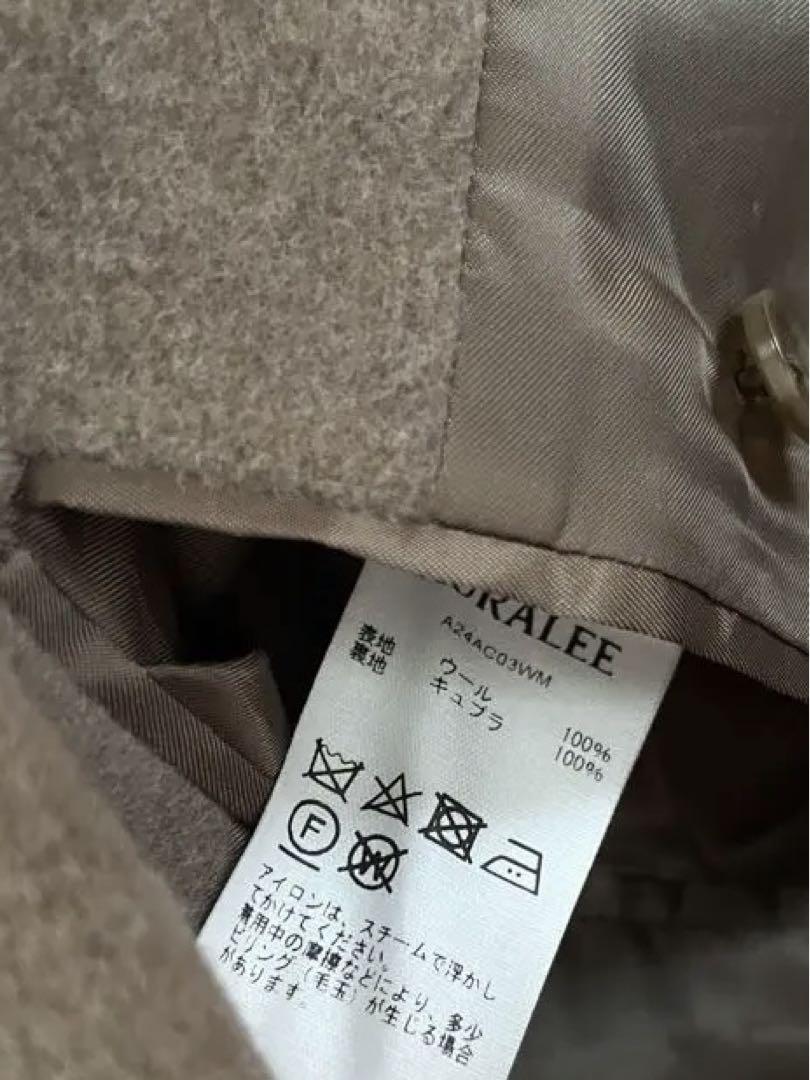 AURALEE
A24AC03WM
表地 ウール 100%
裏地 キュプラ 100%
F
W
アイロンは、スチームで浮かし
てかけてください。
着用中の摩擦などにより、多少
ピリング（毛玉）が生じる場合
があります。